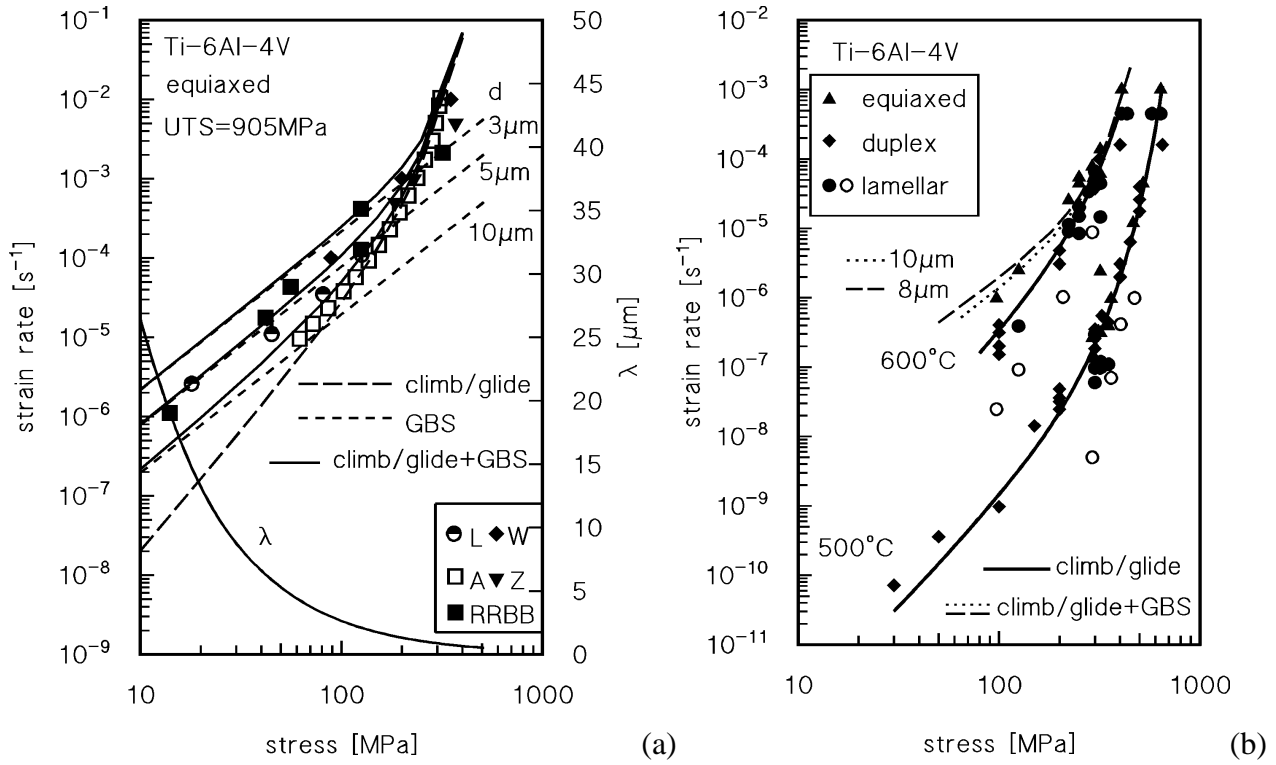 10⁻¹
10⁻²
10⁻³
10⁻⁴
10⁻⁵
10⁻⁶
10⁻⁷
10⁻⁸
10⁻⁹
strain rate [s⁻¹]
Ti-6Al-4V
equiaxed
UTS=905MPa
d
3μm
5μm
10μm
climb/glide
GBS
climb/glide+GBS
λ
L W
A Z
RRBB
50
45
40
35
30
25
20
15
10
5
0
λ [μm]
10 100 1000
stress [MPa]
(a)
10⁻²
10⁻³
10⁻⁴
10⁻⁵
10⁻⁶
10⁻⁷
10⁻⁸
10⁻⁹
10⁻¹⁰
10⁻¹¹
strain rate [s⁻¹]
Ti-6Al-4V
equiaxed
duplex
lamellar
10μm
8μm
600°C
500°C
climb/glide
climb/glide+GBS
10 100 1000
stress [MPa]
(b)